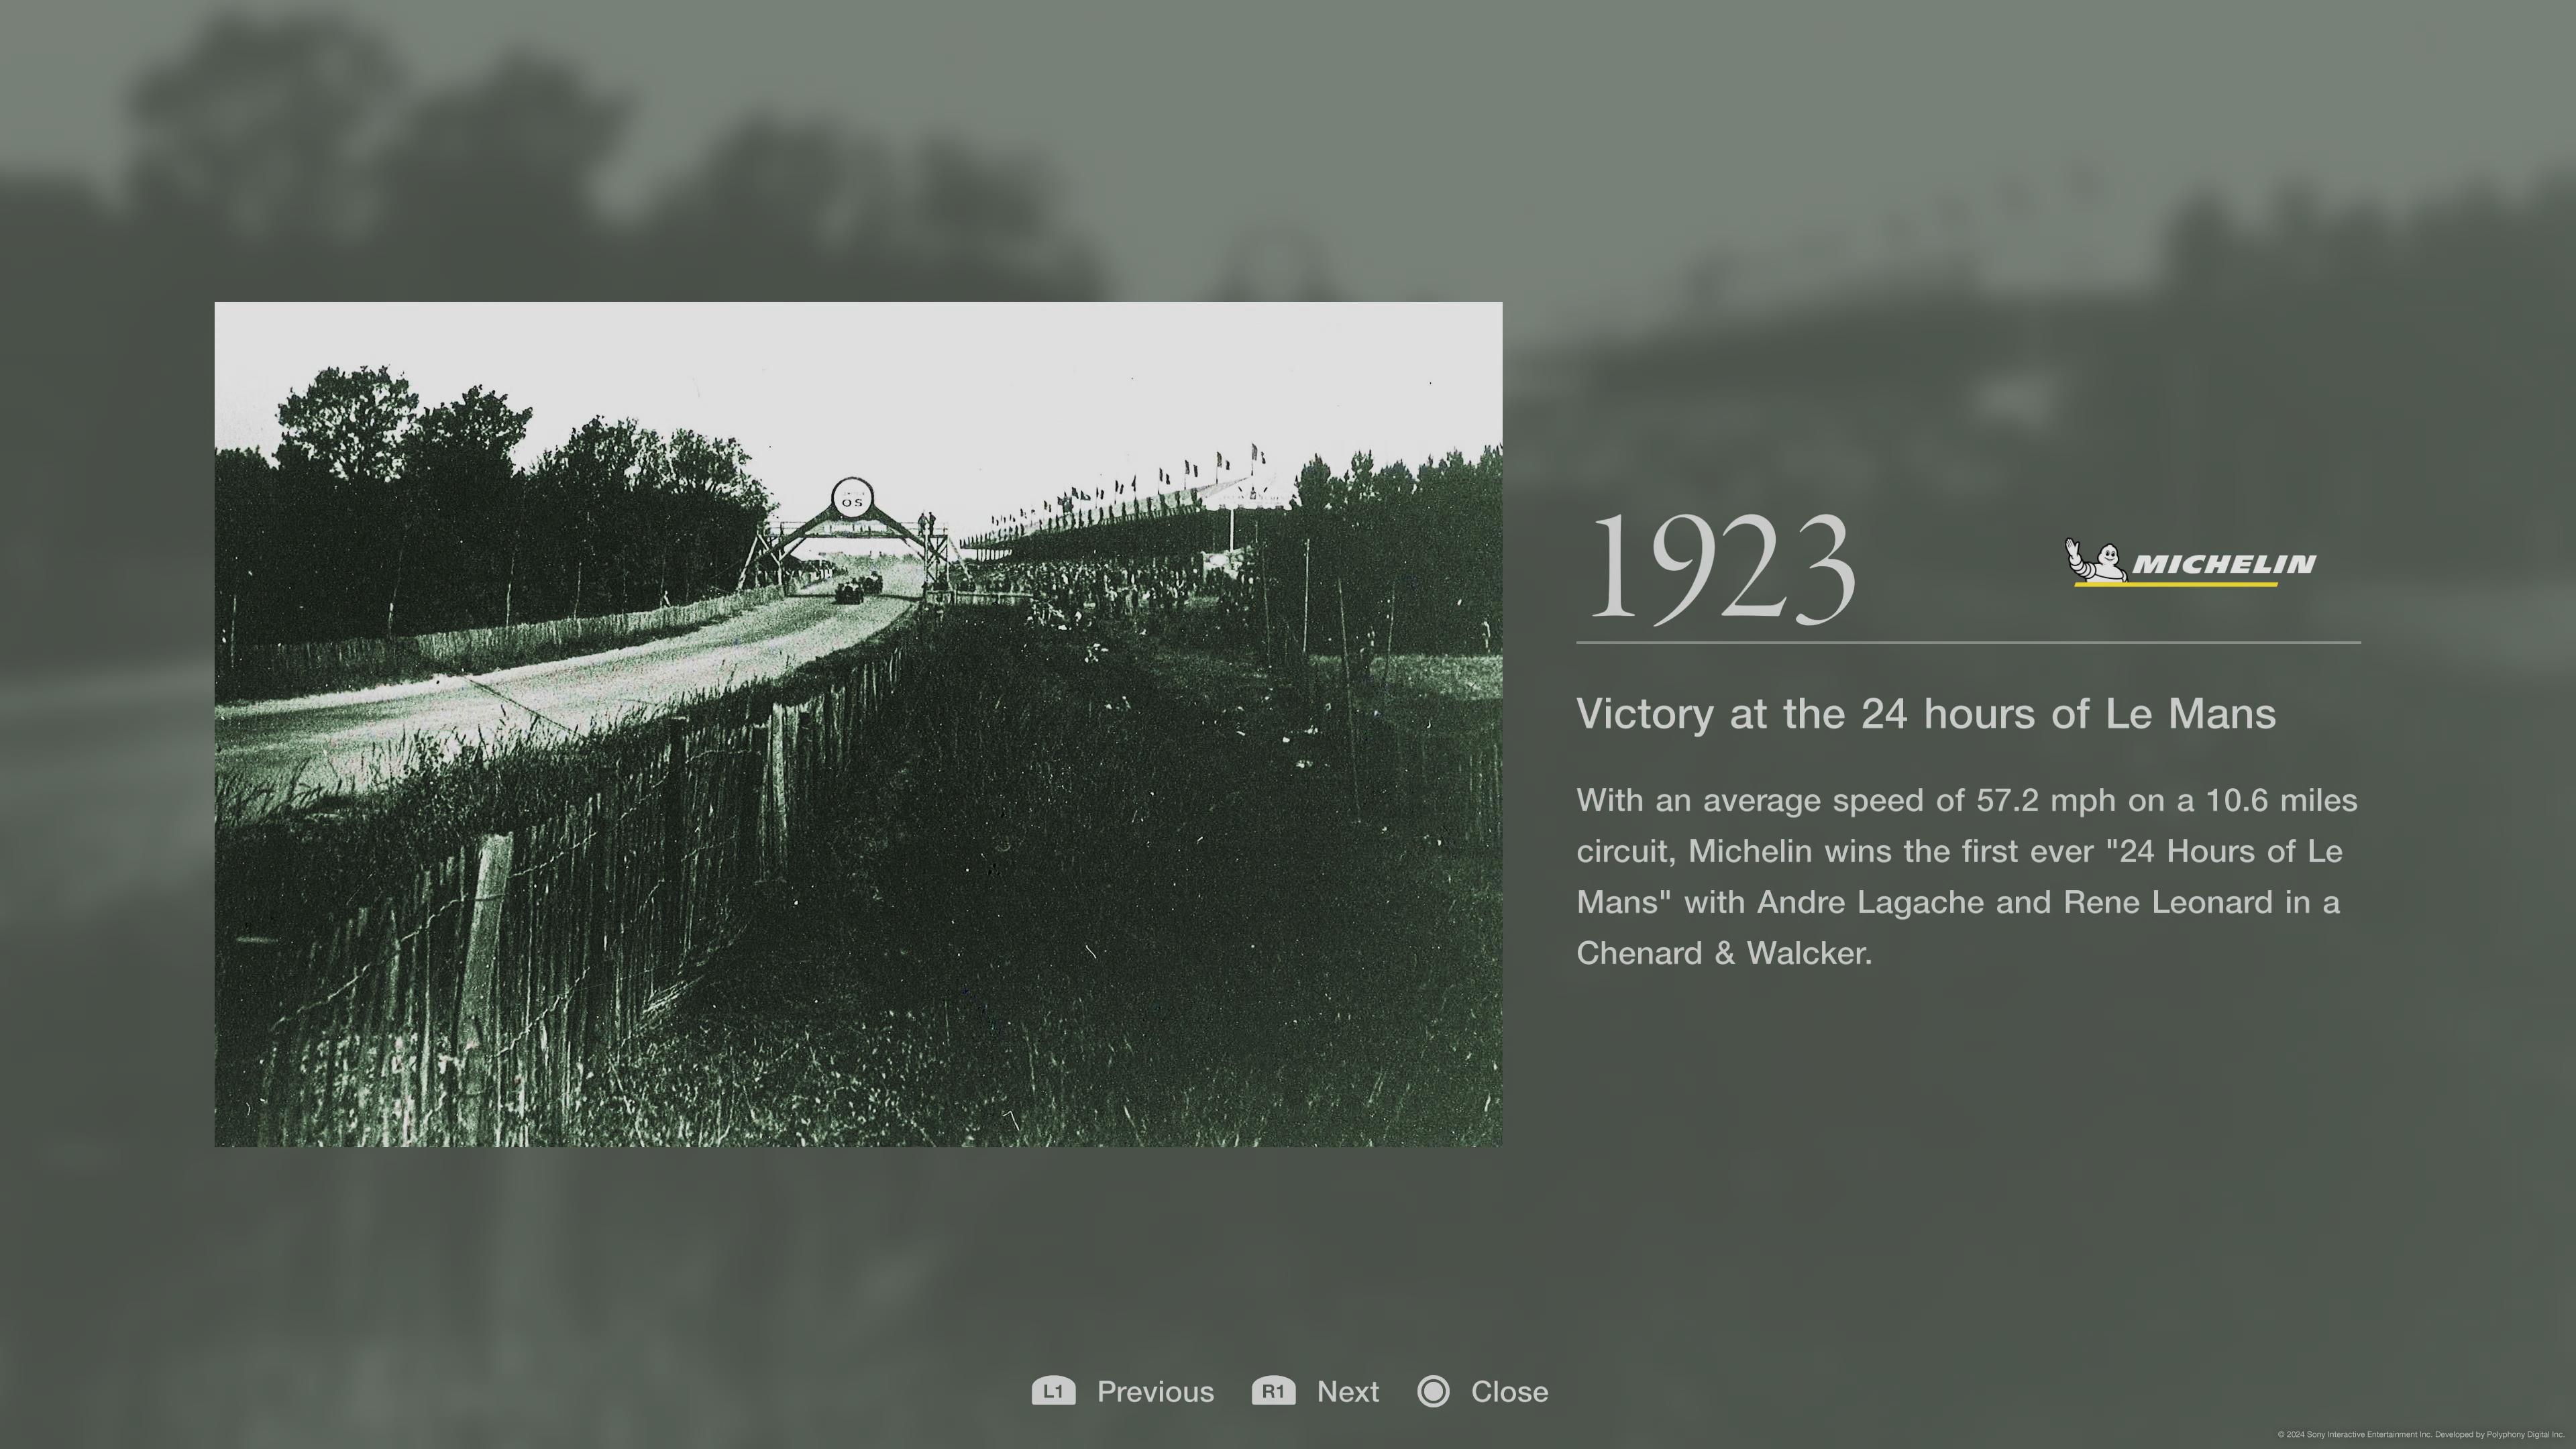 OS
1923
MICHELIN
Victory at the 24 hours of Le Mans
With an average speed of 57.2 mph on a 10.6 miles
circuit, Michelin wins the first ever "24 Hours of Le
Mans" with Andre Lagache and Rene Leonard in a
Chenard & Walcker.
L1 Previous R1 Next Close
© 2024 Sony Interactive Entertainment Inc. Developed by Polyphony Digital Inc.